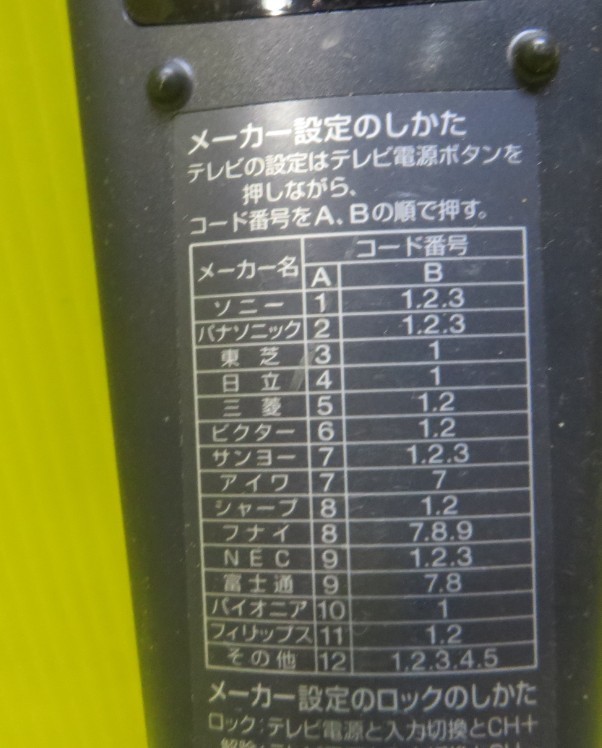 メーカー設定のしかた
テレビの設定はテレビ電源ボタンを
押しながら、
コード番号をA、Bの順で押す。
メーカー名 コード番号
A B
ソニー 1 1.2.3
パナソニック 2 1.2.3
東芝 3 1
日立 4 1
三菱 5 1.2
ビクター 6 1.2
サンヨー 7 1.2.3
アイワ 7 7
シャープ 8 1.2
フナイ 8 7.8.9
NEC 9 1.2.3
富士通 9 7.8
パイオニア 10 1
フィリップス 11 1.2
その他 12 1.2.3.4.5
メーカー設定のロックのしかた
ロック:テレビ電源と入力切換とCH+